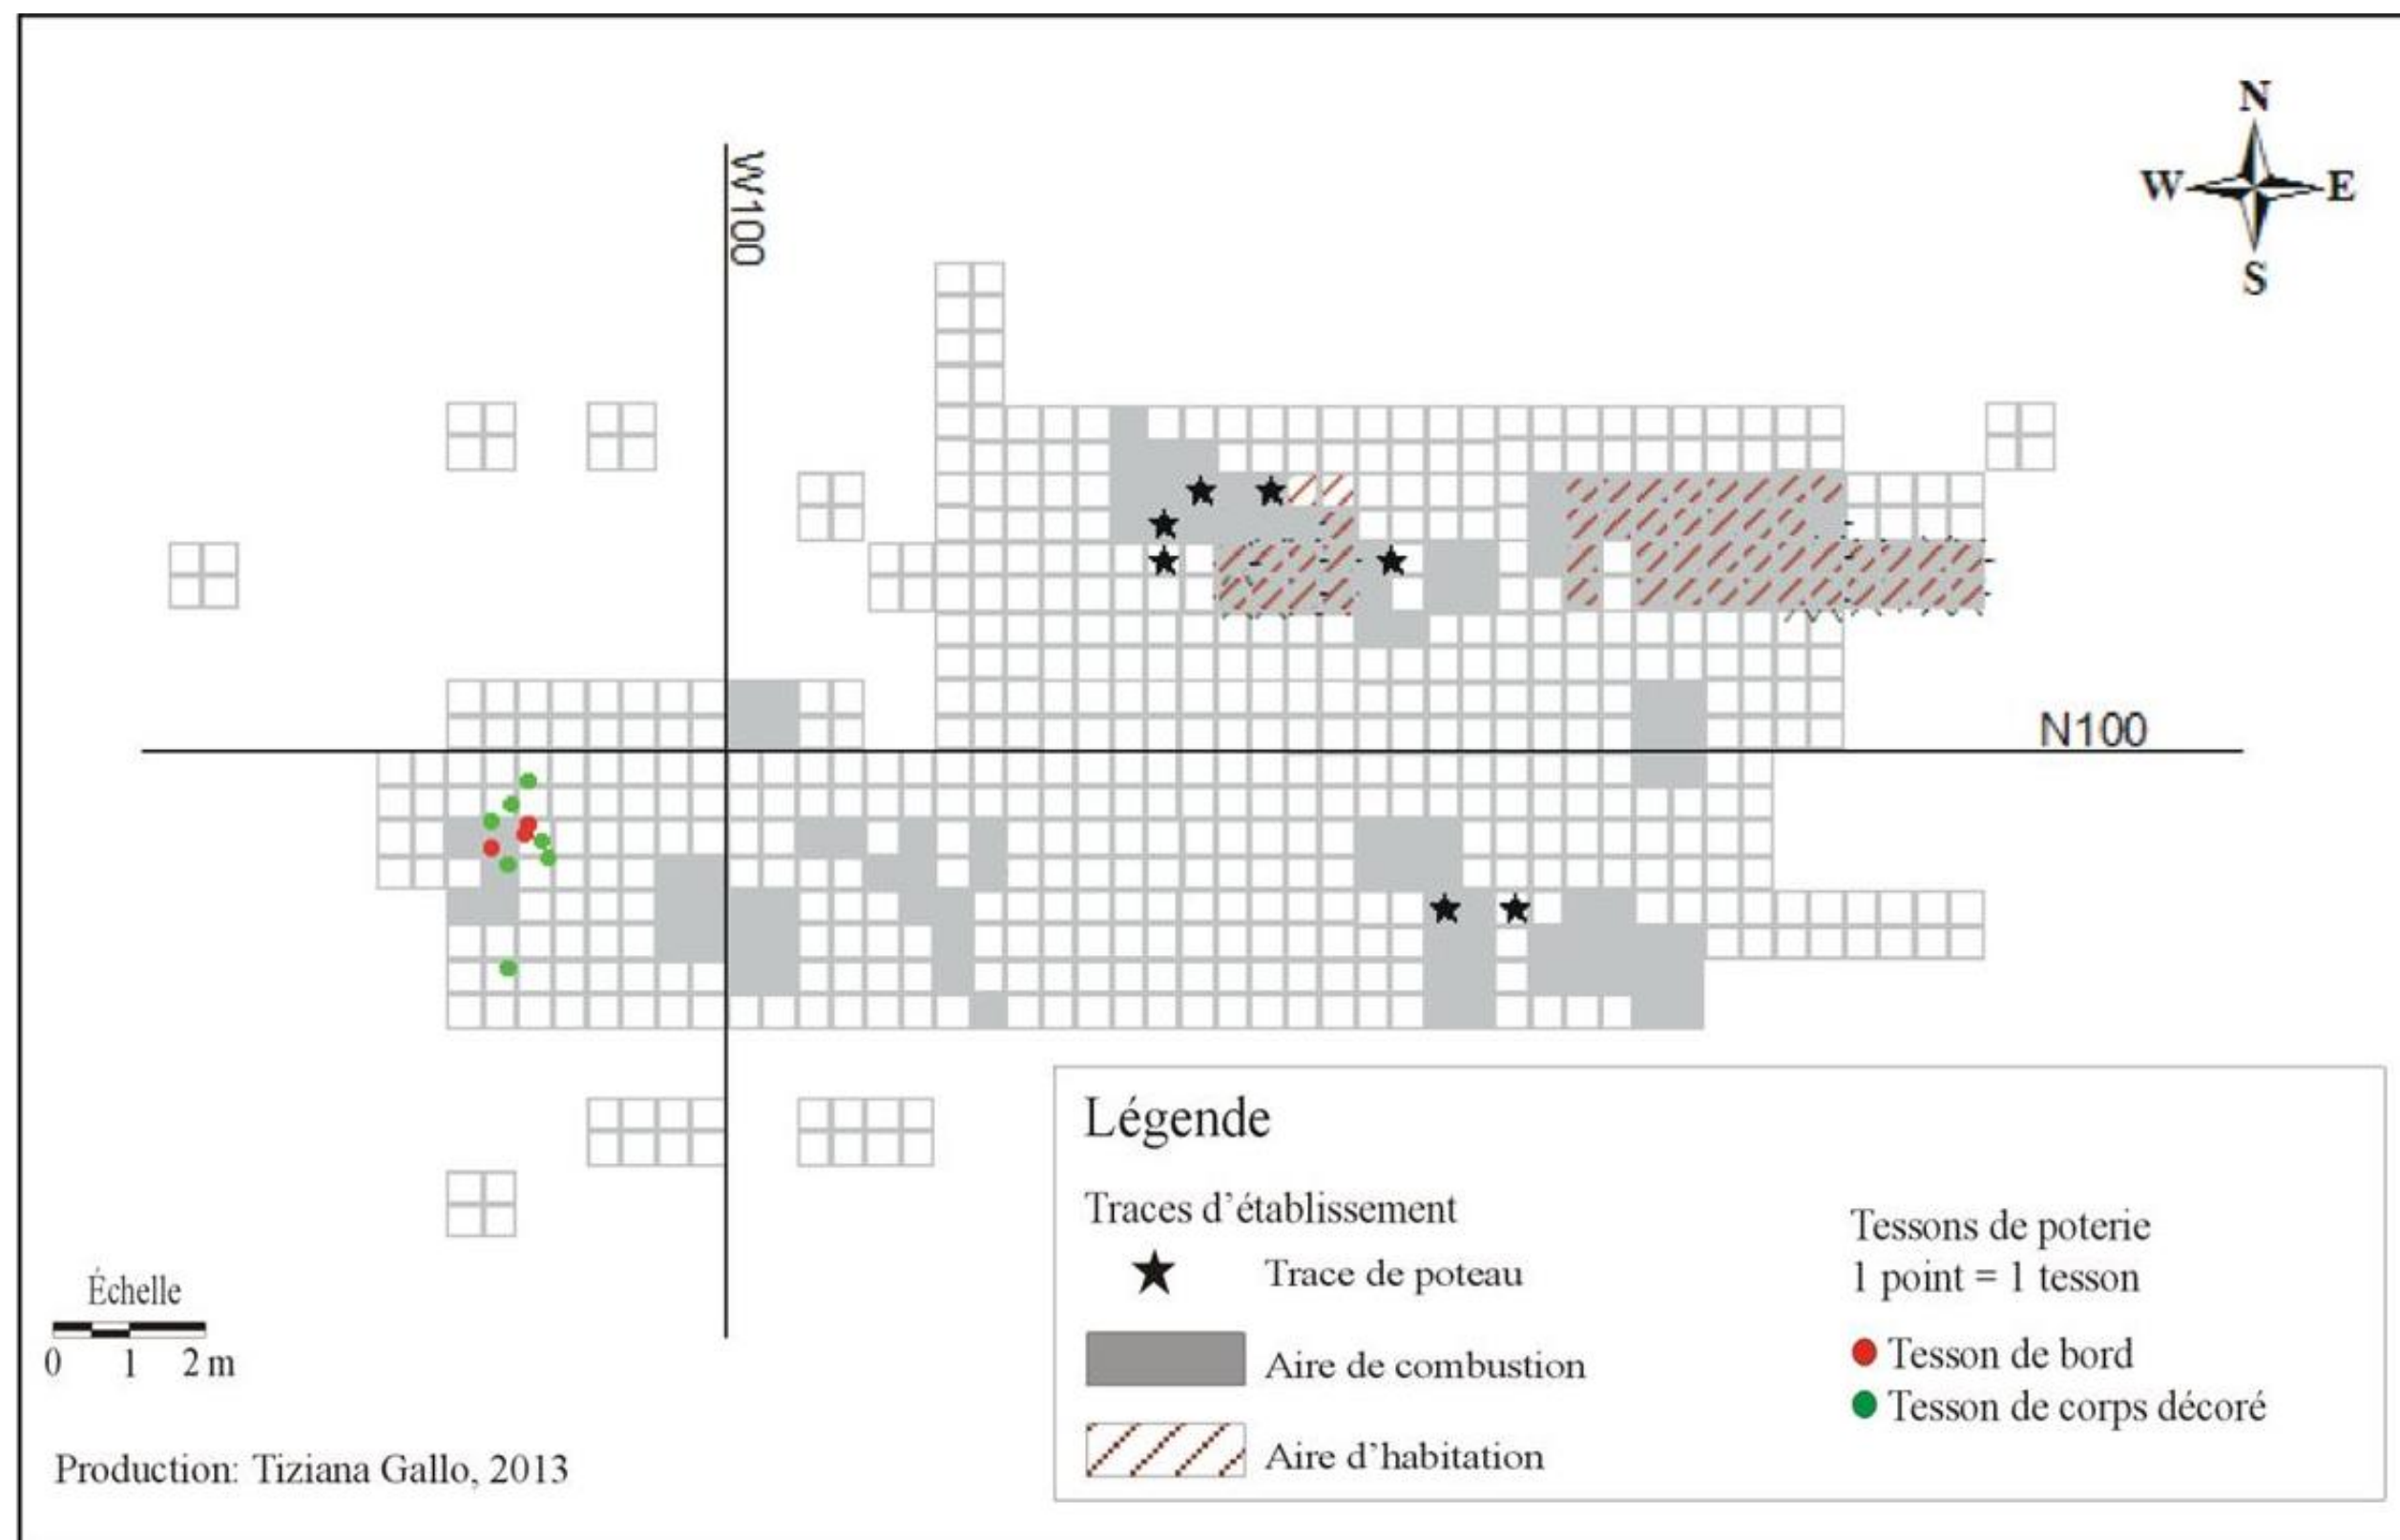 N
W E
S
W100
N100
Légende
Traces d'établissement
Trace de poteau
Aire de combustion
Aire d'habitation
Tessons de poterie
1 point = 1 tesson
Tesson de bord
Tesson de corps décoré
Échelle
0 1 2 m
Production: Tiziana Gallo, 2013